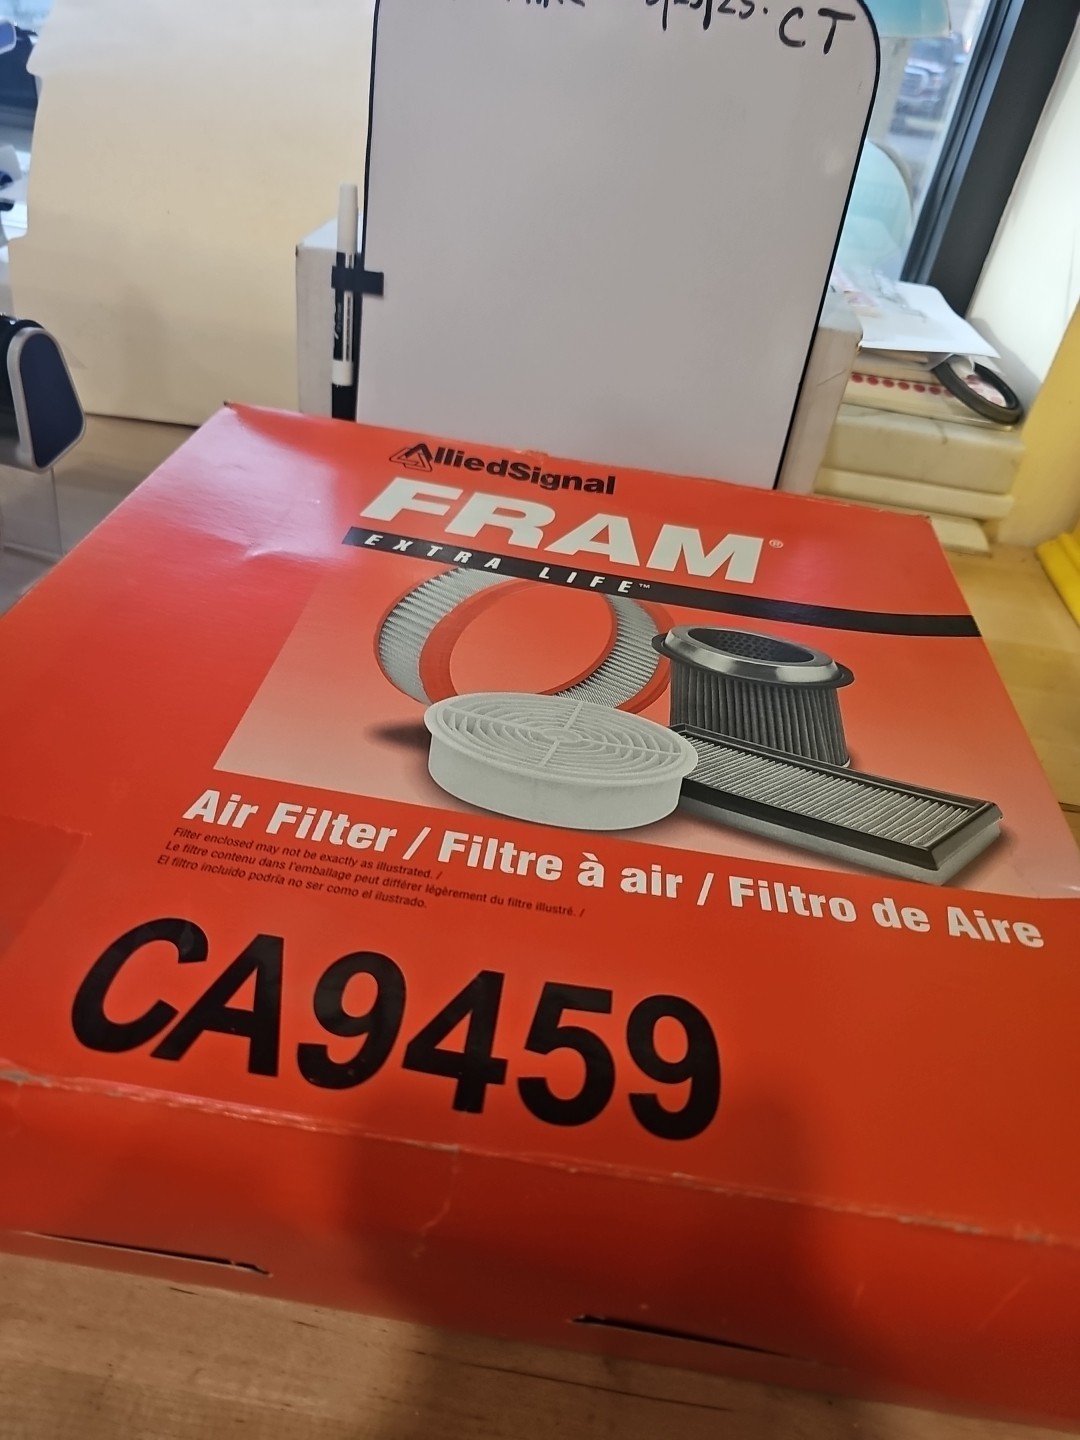 CT
AlliedSignal
FRAM®
EXTRA LIFE™
Air Filter / Filtre à air / Filtro de Aire
Filter enclosed may not be exactly as illustrated. /
Le filtre contenu dans l'emballage peut différer légèrement du filtre illustré. /
El filtro incluido podría no ser como el ilustrado.
CA9459